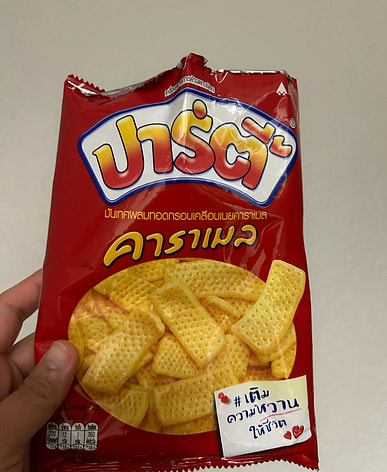 ปาร์ตี้
มันเทศผสมทอดกรอบเคลือบเนยคาราเมล
คาราเมล
#เติม
ความหวาน
ให้ชีวิต